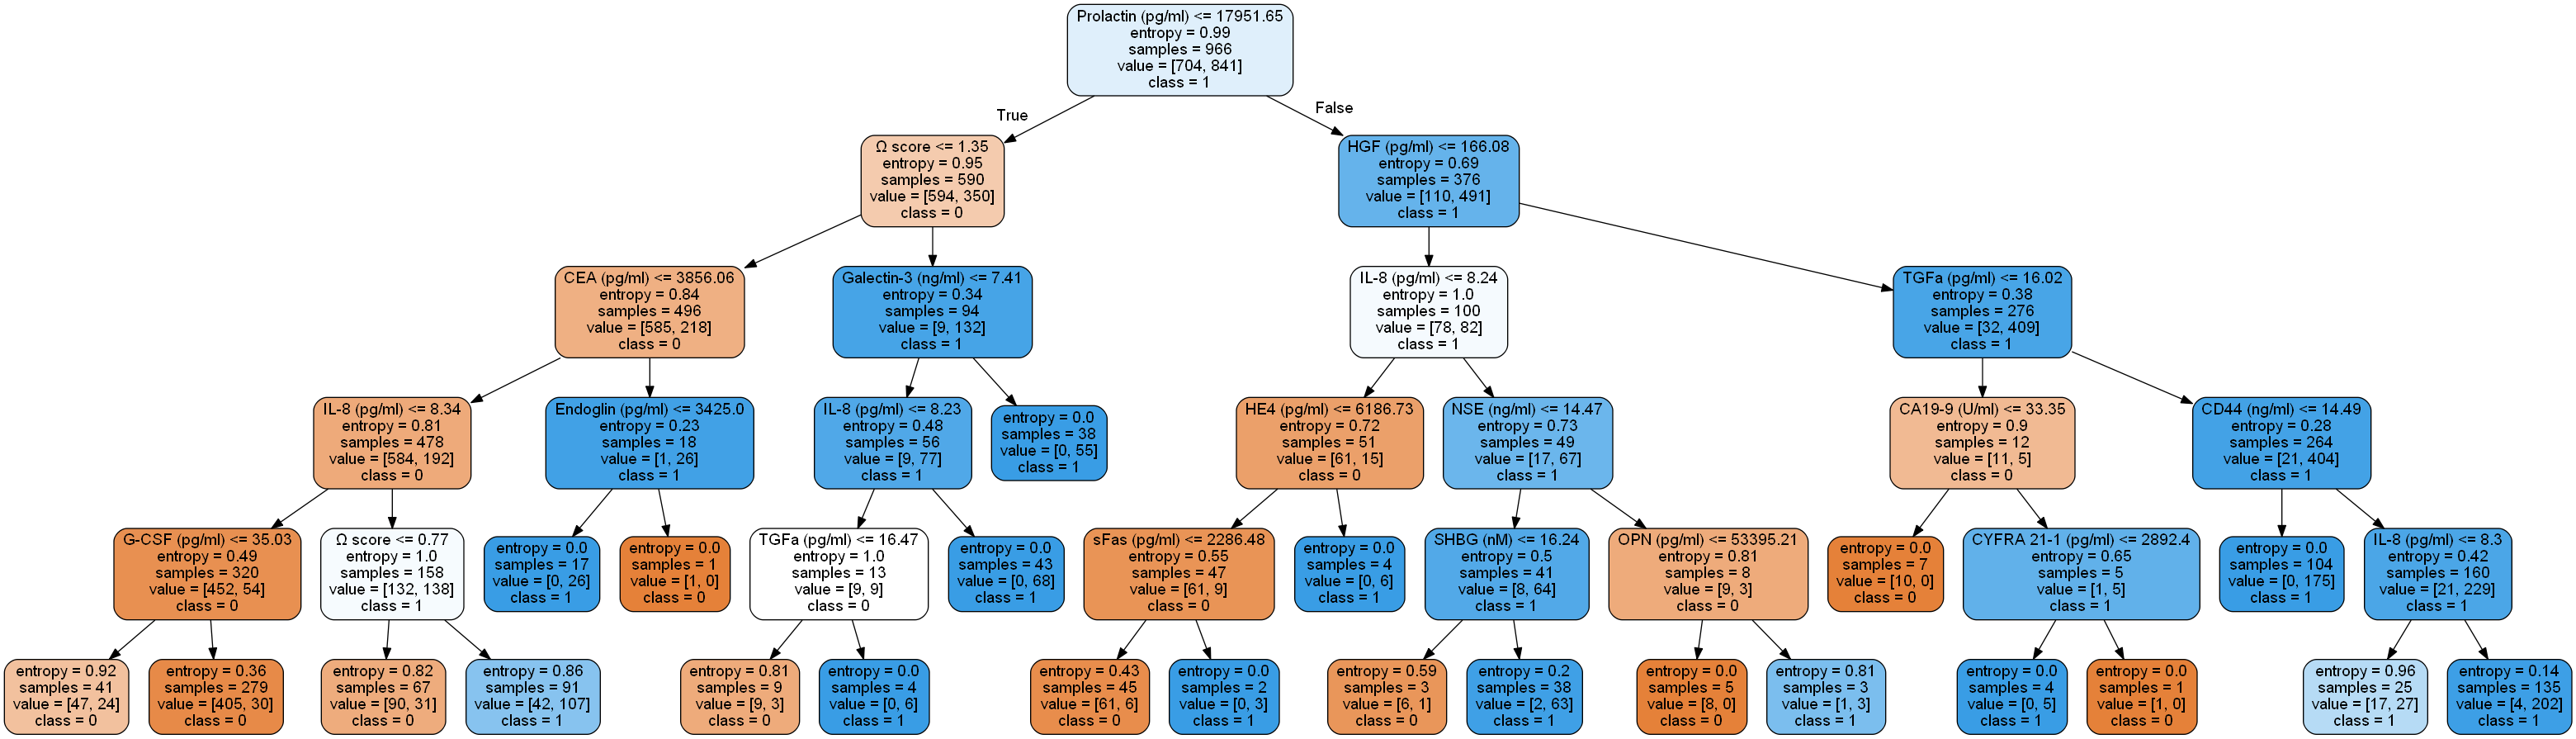 Prolactin (pg/ml) <= 17951.65
entropy = 0.99
samples = 966
value = [704, 841]
class = 1
True
False
Ω score <= 1.35
entropy = 0.95
samples = 590
value = [594, 350]
class = 0
HGF (pg/ml) <= 166.08
entropy = 0.69
samples = 376
value = [110, 491]
class = 1
CEA (pg/ml) <= 3856.06
entropy = 0.84
samples = 496
value = [585, 218]
class = 0
Galectin-3 (ng/ml) <= 7.41
entropy = 0.34
samples = 94
value = [9, 132]
class = 1
IL-8 (pg/ml) <= 8.24
entropy = 1.0
samples = 100
value = [78, 82]
class = 1
TGFa (pg/ml) <= 16.02
entropy = 0.38
samples = 276
value = [32, 409]
class = 1
IL-8 (pg/ml) <= 8.34
entropy = 0.81
samples = 478
value = [584, 192]
class = 0
Endoglin (pg/ml) <= 3425.0
entropy = 0.23
samples = 18
value = [1, 26]
class = 1
IL-8 (pg/ml) <= 8.23
entropy = 0.48
samples = 56
value = [9, 77]
class = 1
entropy = 0.0
samples = 38
value = [0, 55]
class = 1
HE4 (pg/ml) <= 6186.73
entropy = 0.72
samples = 51
value = [61, 15]
class = 0
NSE (ng/ml) <= 14.47
entropy = 0.73
samples = 49
value = [17, 67]
class = 1
CA19-9 (U/ml) <= 33.35
entropy = 0.9
samples = 12
value = [11, 5]
class = 0
CD44 (ng/ml) <= 14.49
entropy = 0.28
samples = 264
value = [21, 404]
class = 1
G-CSF (pg/ml) <= 35.03
entropy = 0.49
samples = 320
value = [452, 54]
class = 0
Ω score <= 0.77
entropy = 1.0
samples = 158
value = [132, 138]
class = 1
entropy = 0.0
samples = 17
value = [0, 26]
class = 1
entropy = 0.0
samples = 1
value = [1, 0]
class = 0
TGFa (pg/ml) <= 16.47
entropy = 1.0
samples = 13
value = [9, 9]
class = 0
entropy = 0.0
samples = 43
value = [0, 68]
class = 1
sFas (pg/ml) <= 2286.48
entropy = 0.55
samples = 47
value = [61, 9]
class = 0
entropy = 0.0
samples = 4
value = [0, 6]
class = 1
SHBG (nM) <= 16.24
entropy = 0.5
samples = 41
value = [8, 64]
class = 1
OPN (pg/ml) <= 53395.21
entropy = 0.81
samples = 8
value = [9, 3]
class = 0
entropy = 0.0
samples = 7
value = [10, 0]
class = 0
CYFRA 21-1 (pg/ml) <= 2892.4
entropy = 0.65
samples = 5
value = [1, 5]
class = 1
entropy = 0.0
samples = 104
value = [0, 175]
class = 1
IL-8 (pg/ml) <= 8.3
entropy = 0.42
samples = 160
value = [21, 229]
class = 1
entropy = 0.92
samples = 41
value = [47, 24]
class = 0
entropy = 0.36
samples = 279
value = [405, 30]
class = 0
entropy = 0.82
samples = 67
value = [90, 31]
class = 0
entropy = 0.86
samples = 91
value = [42, 107]
class = 1
entropy = 0.81
samples = 9
value = [9, 3]
class = 0
entropy = 0.0
samples = 4
value = [0, 6]
class = 1
entropy = 0.43
samples = 45
value = [61, 6]
class = 0
entropy = 0.0
samples = 2
value = [0, 3]
class = 1
entropy = 0.59
samples = 3
value = [6, 1]
class = 0
entropy = 0.2
samples = 38
value = [2, 63]
class = 1
entropy = 0.0
samples = 5
value = [8, 0]
class = 0
entropy = 0.81
samples = 3
value = [1, 3]
class = 1
entropy = 0.0
samples = 4
value = [0, 5]
class = 1
entropy = 0.0
samples = 1
value = [1, 0]
class = 0
entropy = 0.96
samples = 25
value = [17, 27]
class = 1
entropy = 0.14
samples = 135
value = [4, 202]
class = 1